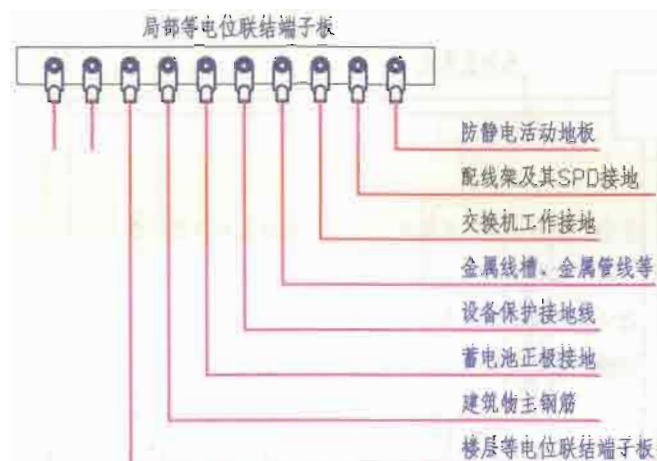 局部等电位联结端子板
防静电活动地板
配线架及其SPD接地
交换机工作接地
金属线槽、金属管线等
设备保护接地线
蓄电池正极接地
建筑物主钢筋
楼层等电位联结端子板